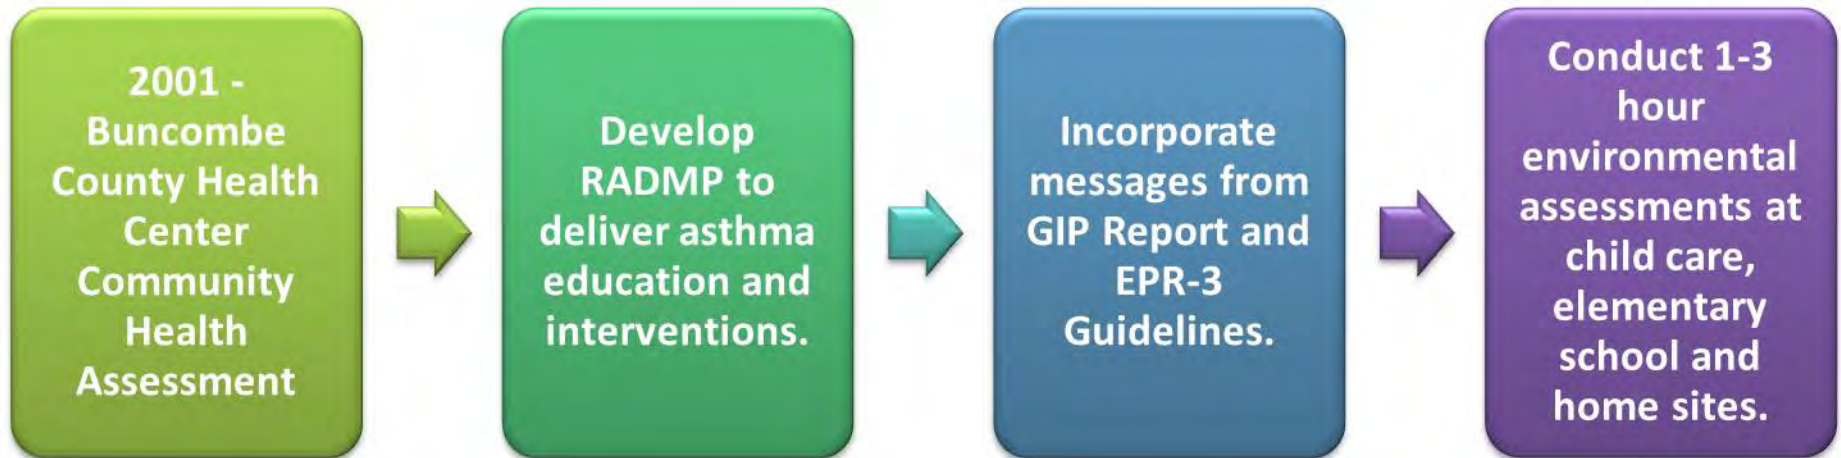 2001 -
Buncombe
County Health
Center
Community
Health
Assessment
Develop
RADMP to
deliver asthma
education and
interventions.
Incorporate
messages from
GIP Report and
EPR-3
Guidelines.
Conduct 1-3
hour
environmental
assessments at
child care,
elementary
school and
home sites.